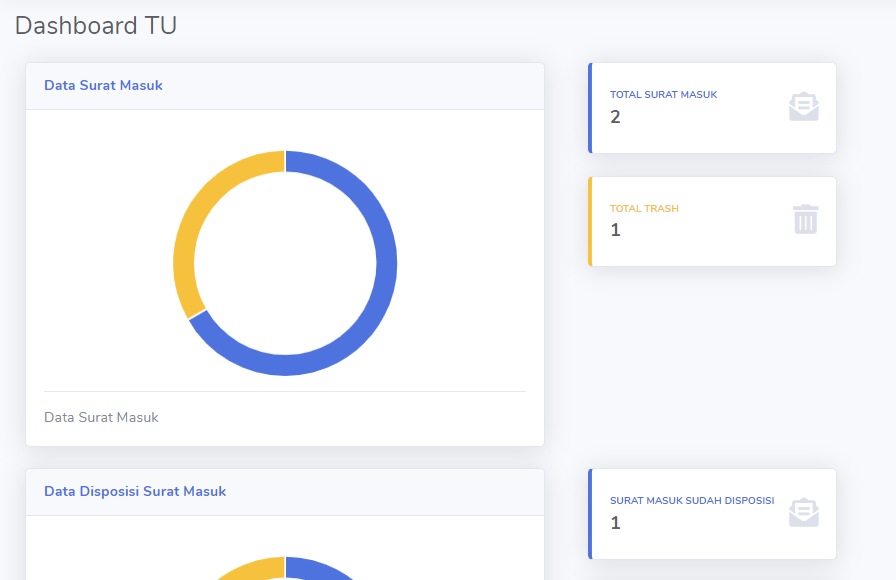 Dashboard TU
Data Surat Masuk
TOTAL SURAT MASUK
2
TOTAL TRASH
1
Data Surat Masuk
Data Disposisi Surat Masuk
SURAT MASUK SUDAH DISPOSISI
1